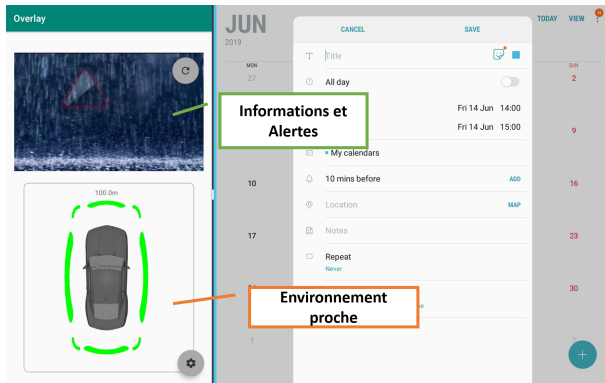 Overlay
100.0m
JUN
2019
TODAY VIEW
N
MON
SUN
27
2
9
10
16
17
23
30
1
CANCEL
SAVE
Title
All day
Fri 14 Jun 14:00
Fri 14 Jun 15:00
My calendars
10 mins before
ADD
Location
MAP
Notes
Repeat
Never
Informations et
Alertes
Environnement
proche